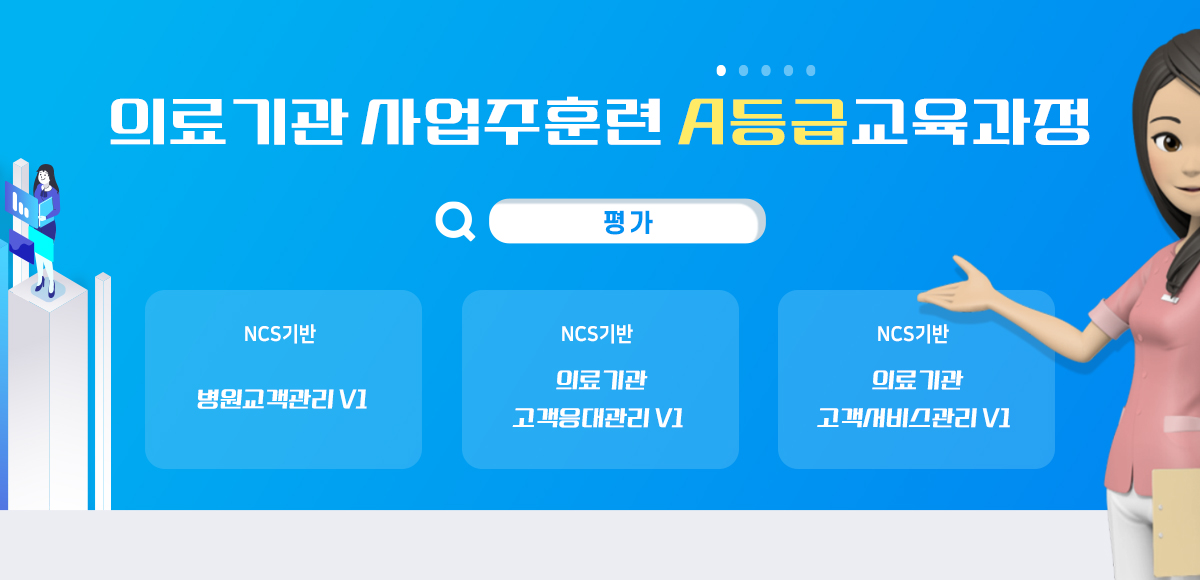 의료기관 사업주훈련 A등급교육과정
평가
NCS기반
병원고객관리 V1
NCS기반
의료기관
고객응대관리 V1
NCS기반
의료기관
고객서비스관리 V1